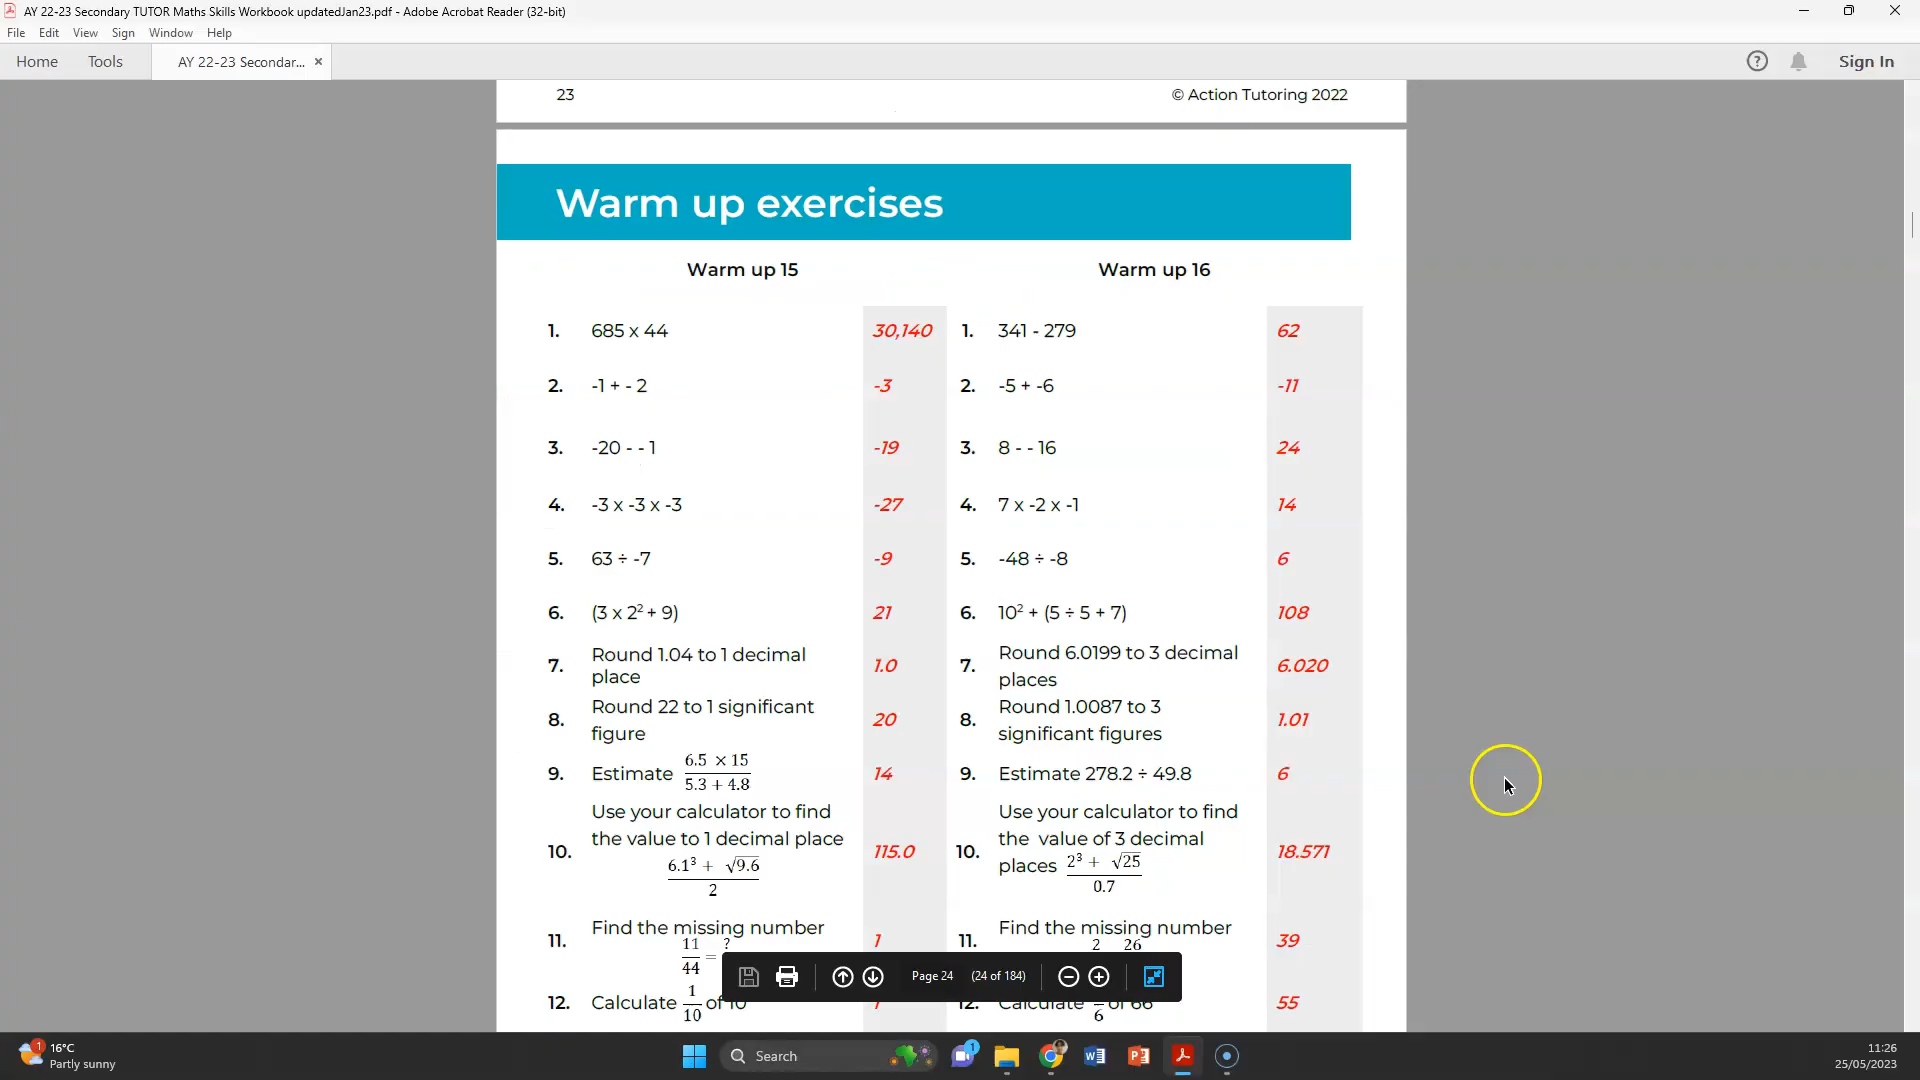 AY 22-23 Secondary TUTOR Maths Skills Workbook updatedJan23.pdf - Adobe Acrobat Reader (32-bit)
File Edit View Sign Window Help
Home Tools AY 22-23 Secondar... × Sign In
23 © Action Tutoring 2022
Warm up exercises
Warm up 15 Warm up 16
1. 685 x 44 30,140 1. 341 - 279 62
2. -1 + - 2 -3 2. -5 + -6 -11
3. -20 - - 1 -19 3. 8 - - 16 24
4. -3 x -3 x -3 -27 4. 7 x -2 x -1 14
5. 63 ÷ -7 -9 5. -48 ÷ -8 6
6. (3 x 2² + 9) 21 6. 10² + (5 ÷ 5 + 7) 108
7. Round 1.04 to 1 decimal
place 1.0
7. Round 6.0199 to 3 decimal
places 6.020
8. Round 22 to 1 significant
figure 20
8. Round 1.0087 to 3
significant figures 1.01
9. Estimate 6.5 × 15
5.3 + 4.8 14
9. Estimate 278.2 ÷ 49.8 6
Use your calculator to find
10. the value to 1 decimal place 115.0
6.1³ + √9.6
2
Use your calculator to find
10. the value of 3 decimal 18.571
places 2³ + √25
0.7
11. Find the missing number 1
11 = ?
44
11. Find the missing number 39
2 26
12. Calculate 1 of 10 1
10
12. Calculate of 66 55
6
Page 24 (24 of 184)
1 16°C
Partly sunny
Search
1
11:26
25/05/2023